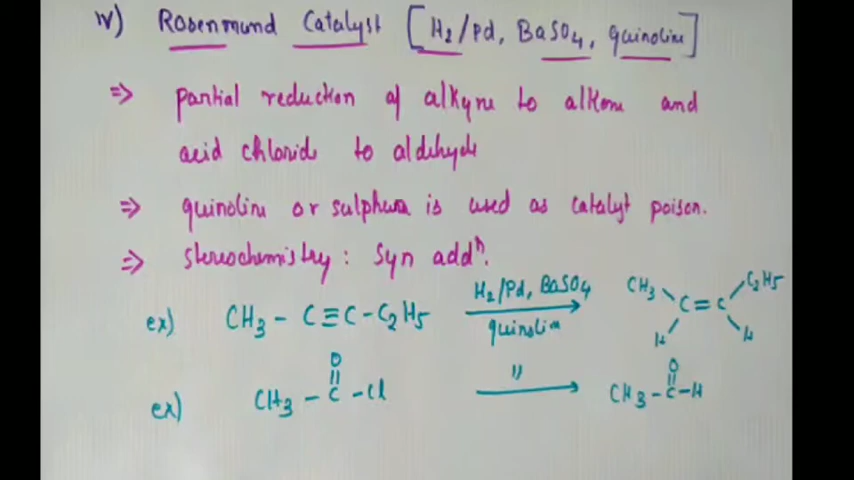 iv) Rosenmund Catalyst [H₂/Pd, BaSO₄, quinoline]
⇒ partial reduction of alkyne to alkene and
acid chloride to aldehyde
⇒ quinoline or sulphur is used as catalyt poison.
⇒ stereochemistry : Syn addⁿ.
ex) CH₃ – C≡C – C₂H₅ H₂/Pd, BaSO₄ quinoline → CH₃ C=C C₂H₅ H H
ex) CH₃ – C(=O) – Cl " → CH₃ – C(=O) – H